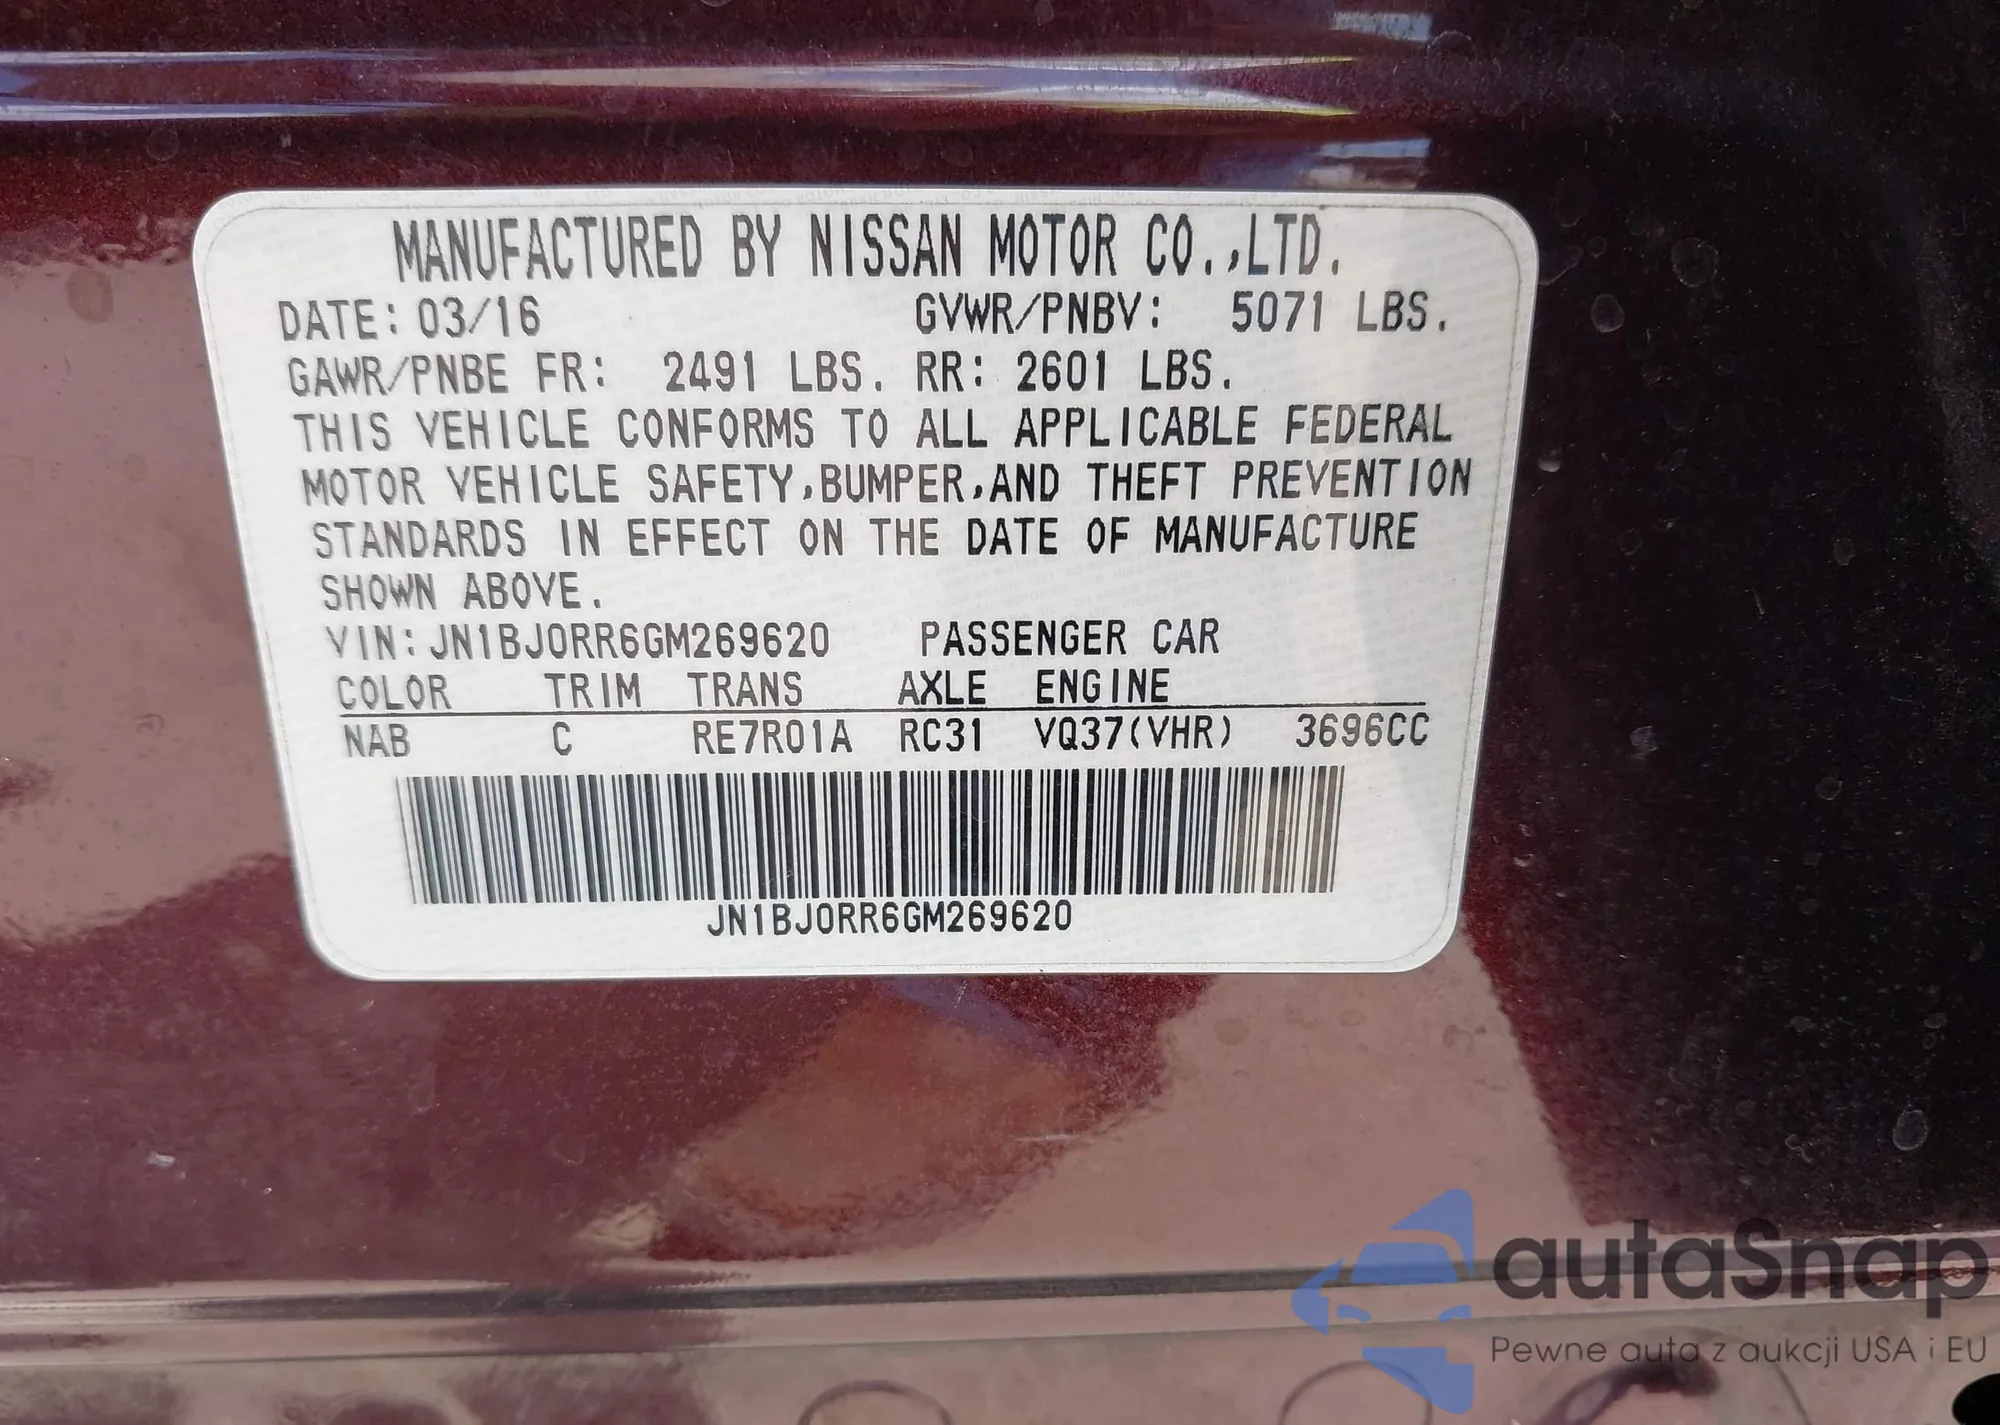 MANUFACTURED BY NISSAN MOTOR CO.,LTD.
DATE: 03/16 GVWR/PNBV: 5071 LBS.
GAWR/PNBE FR: 2491 LBS. RR: 2601 LBS.
THIS VEHICLE CONFORMS TO ALL APPLICABLE FEDERAL
MOTOR VEHICLE SAFETY,BUMPER,AND THEFT PREVENTION
STANDARDS IN EFFECT ON THE DATE OF MANUFACTURE
SHOWN ABOVE.
VIN: JN1BJ0RR6GM269620 PASSENGER CAR
COLOR TRIM TRANS AXLE ENGINE
NAB C RE7R01A RC31 VQ37(VHR) 3696CC
JN1BJ0RR6GM269620
autaSnap
Pewne auta z aukcji USA i EU